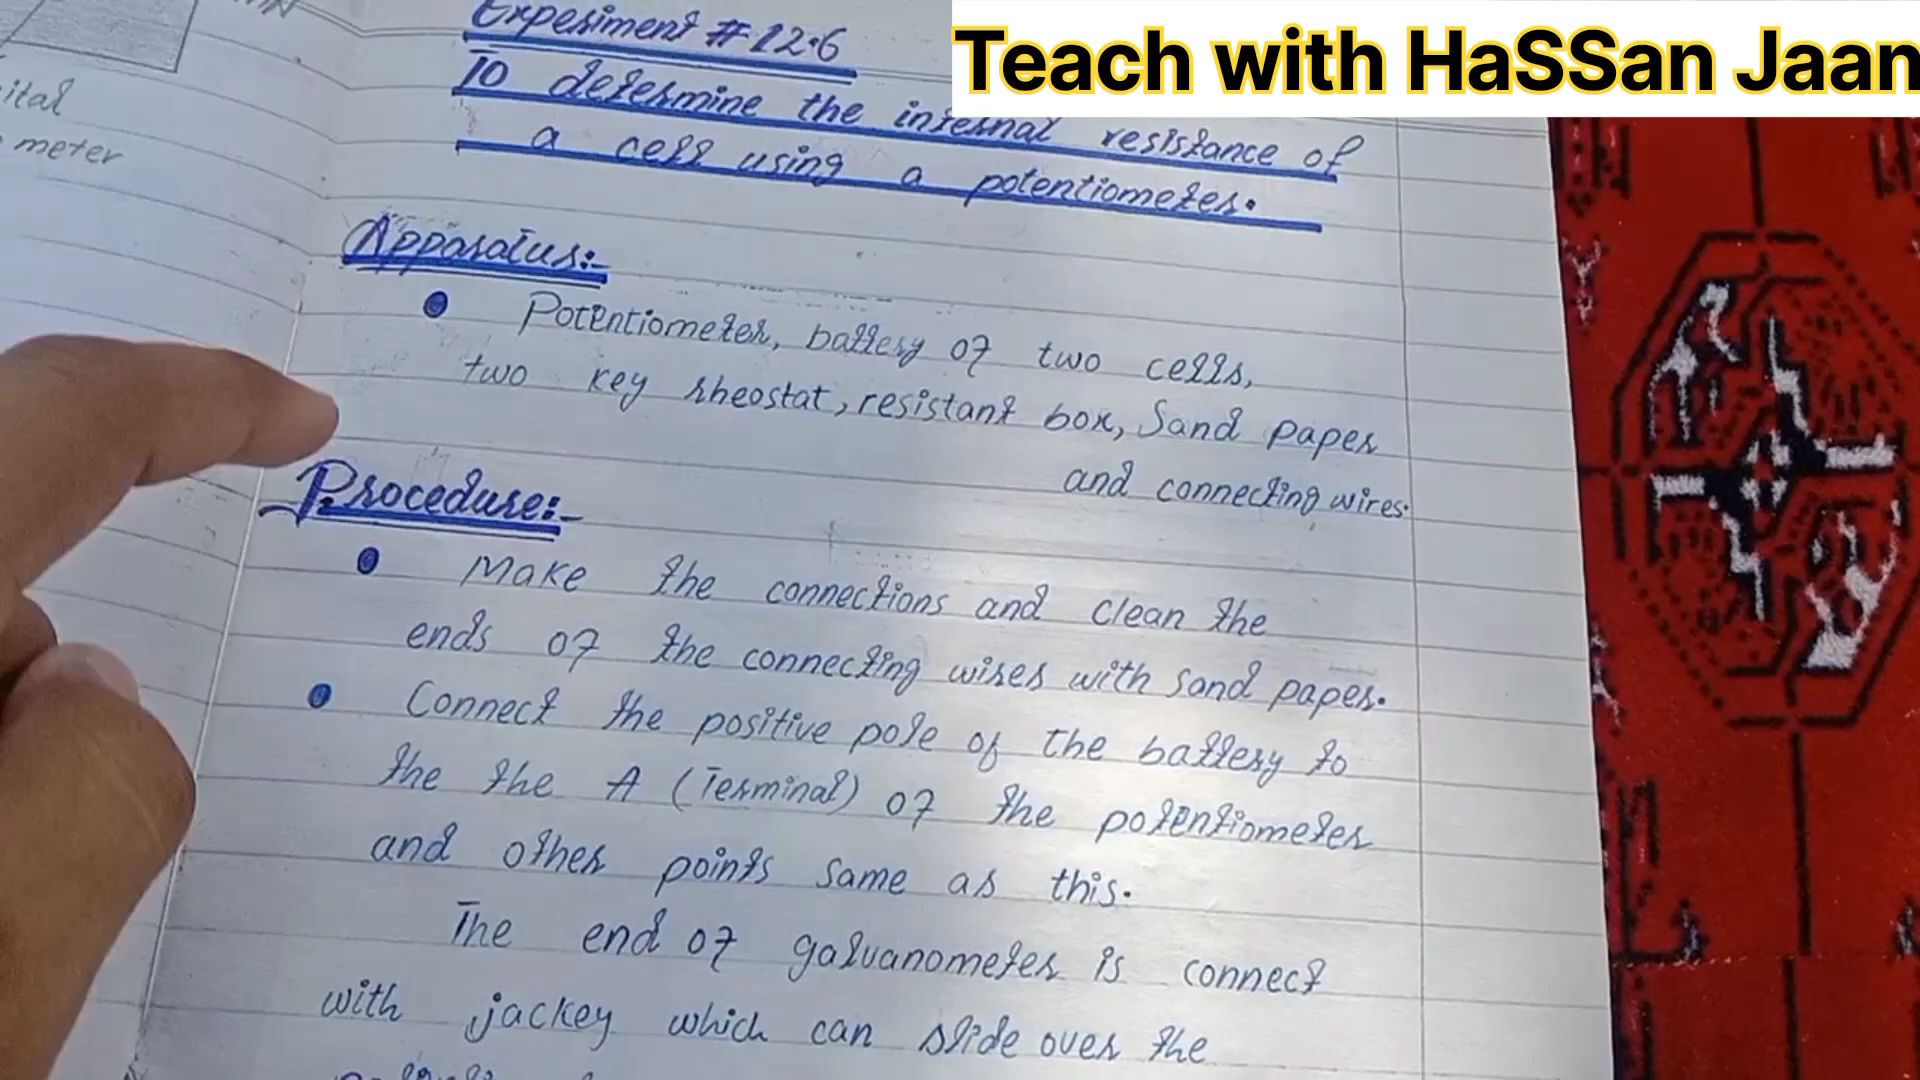 Teach with HaSSan Jaan
Experiment # 12.6
To determine the internal resistance of
a cell using a potentiometer.
ital
meter
Apparatus:-
Potentiometer, battery of two cells,
two key rheostat, resistant box, Sand paper
and connecting wires.
Procedure:-
Make the connections and clean the
ends of the connecting wires with sand paper.
Connect the positive pole of the battery to
the the A (Terminal) of the potentiometer
and other points same as this.
The end of galvanometer is connect
with jackey which can slide over the